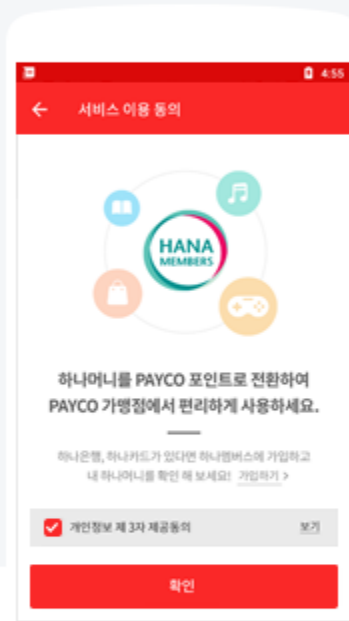 4:55
서비스 이용 동의
HANA
MEMBERS
하나머니를 PAYCO 포인트로 전환하여
PAYCO 가맹점에서 편리하게 사용하세요.
하나은행, 하나카드가 있다면 하나멤버스에 가입하고
내 하나머니를 확인 해 보세요! 가입하기 >
개인정보 제 3자 제공동의 보기
확인